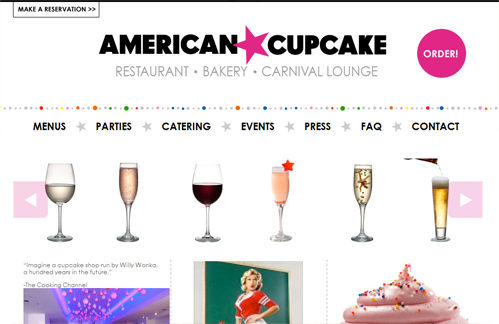 MAKE A RESERVATION >>
AMERICAN CUPCAKE
ORDER!
RESTAURANT • BAKERY • CARNIVAL LOUNGE
MENUS PARTIES CATERING EVENTS PRESS FAQ CONTACT
“Imagine a cupcake shop run by Willy Wonka,
a hundred years in the future.”
-The Cooking Channel